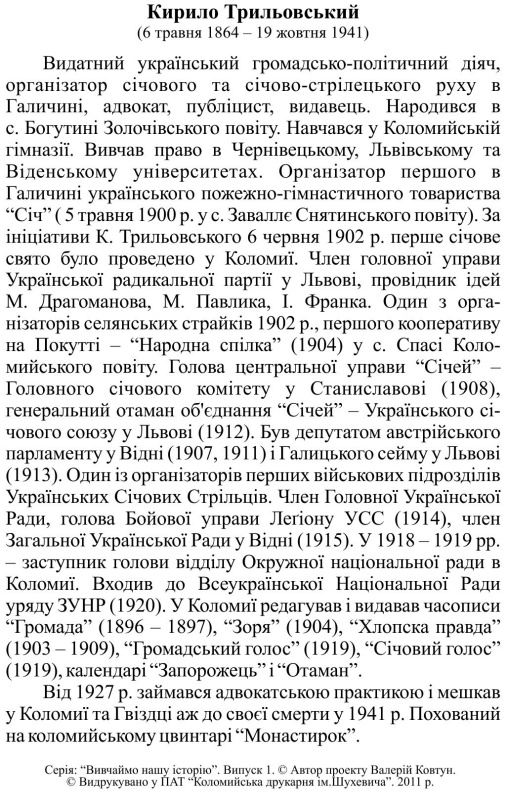 Кирило Трильовський
(6 травня 1864 – 19 жовтня 1941)
Видатний український громадсько-політичний діяч,
організатор січового та січово-стрілецького руху в
Галичині, адвокат, публіцист, видавець. Народився в
с. Богутині Золочівського повіту. Навчався у Коломийській
гімназії. Вивчав право в Чернівецькому, Львівському та
Віденському університетах. Організатор першого в
Галичині українського пожежно-гімнастичного товариства
“Січ” ( 5 травня 1900 р. у с. Заваллє Снятинського повіту). За
ініціативи К. Трильовського 6 червня 1902 р. перше січове
свято було проведено у Коломиї. Член головної управи
Української радикальної партії у Львові, провідник ідей
М. Драгоманова, М. Павлика, І. Франка. Один з орга-
нізаторів селянських страйків 1902 р., першого кооперативу
на Покутті – “Народна спілка” (1904) у с. Спасі Коло-
мийського повіту. Голова центральної управи “Січей” –
Головного січового комітету у Станиславові (1908),
генеральний отаман об'єднання “Січей” – Українського сі-
чового союзу у Львові (1912). Був депутатом австрійського
парламенту у Відні (1907, 1911) і Галицького сейму у Львові
(1913). Один із організаторів перших військових підрозділів
Українських Січових Стрільців. Член Головної Української
Ради, голова Бойової управи Леґіону УСС (1914), член
Загальної Української Ради у Відні (1915). У 1918 – 1919 рр.
– заступник голови відділу Окружної національної ради в
Коломиї. Входив до Всеукраїнської Національної Ради
уряду ЗУНР (1920). У Коломиї редагував і видавав часописи
“Громада” (1896 – 1897), “Зоря” (1904), “Хлопска правда”
(1903 – 1909), “Громадський голос” (1919), “Січовий голос”
(1919), календарі “Запорожець” і “Отаман”.
Від 1927 р. займався адвокатською практикою і мешкав
у Коломиї та Гвіздці аж до своєї смерти у 1941 р. Похований
на коломийському цвинтарі “Монастирок”.
Серія: “Вивчаймо нашу історію”. Випуск 1. © Автор проекту Валерій Ковтун.
© Видрукувано у ПАТ “Коломийська друкарня ім.Шухевича”. 2011 р.